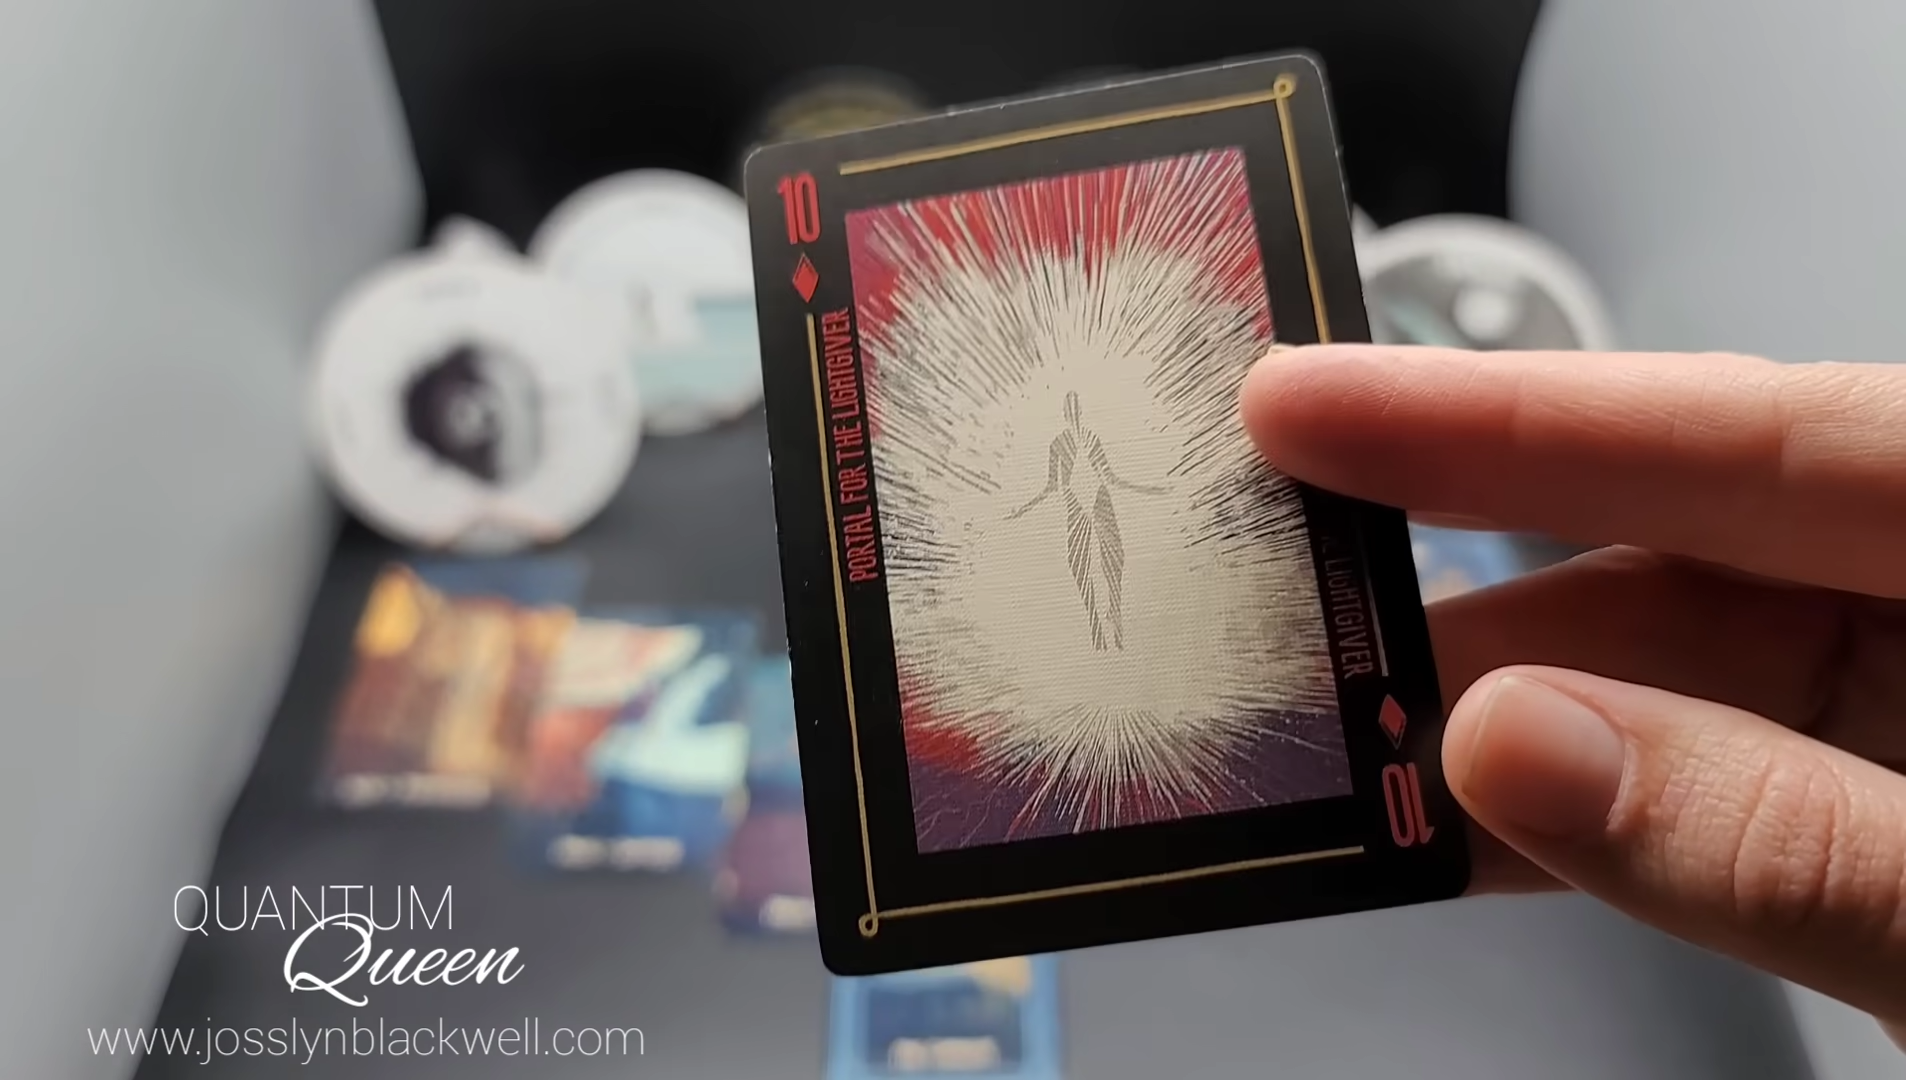 10
PORTAL FOR THE LIGHTGIVER
LIGHTGIVER
10
QUANTUM
Queen
www.josslynblackwell.com